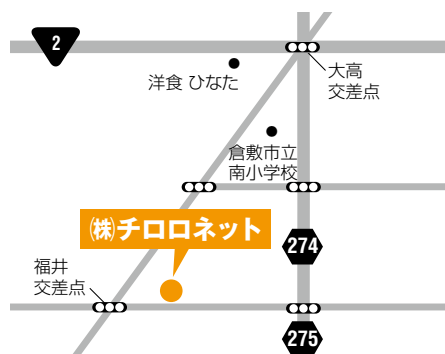 2
洋食 ひなた
大高
交差点
倉敷市立
南小学校
㈱チロロネット
274
福井
交差点
275